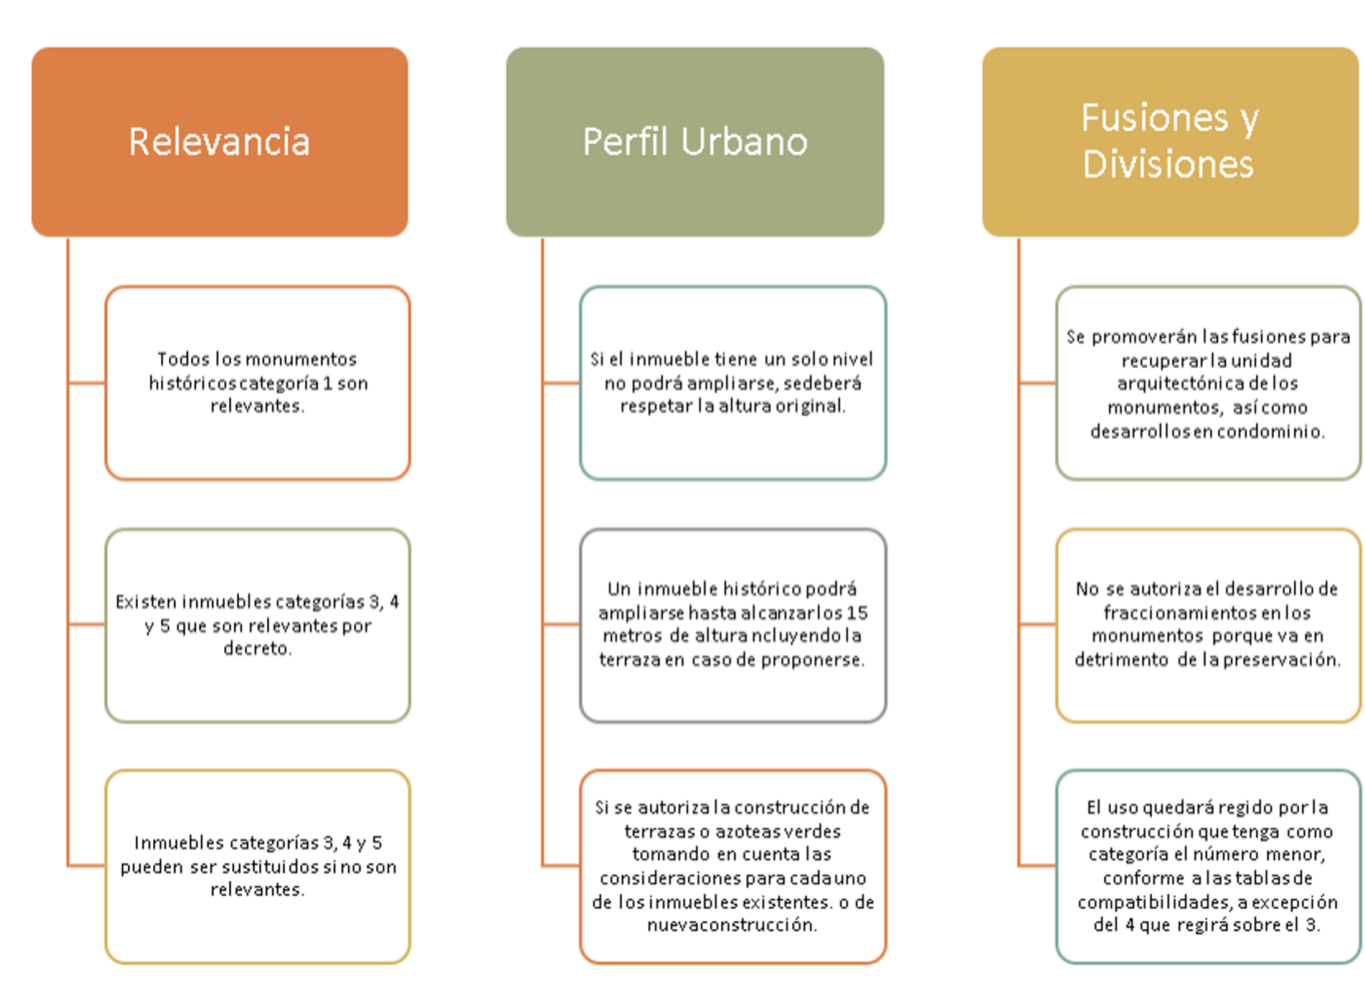 Relevancia
Todos los monumentos
históricos categoría 1 son
relevantes.
Existen inmuebles categorías 3, 4
y 5 que son relevantes por
decreto.
Inmuebles categorías 3, 4 y 5
pueden ser sustituidos si no son
relevantes.
Perfil Urbano
Si el inmueble tiene un solo nivel
no podrá ampliarse, sedeberá
respetar la altura original.
Un inmueble histórico podrá
ampliarse hasta alcanzar los 15
metros de altura ncluyendo la
terraza en caso de proponerse.
Si se autoriza la construcción de
terrazas o azoteas verdes
tomando en cuenta las
consideraciones para cada uno
de los inmuebles existentes. o de
nueva construcción.
Fusiones y
Divisiones
Se promoverán las fusiones para
recuperar la unidad
arquitectónica de los
monumentos, así como
desarrollos en condominio.
No se autoriza el desarrollo de
fraccionamientos en los
monumentos porque va en
detrimento de la preservación.
El uso quedará regido por la
construcción que tenga como
categoría el número menor,
conforme a las tablas de
compatibilidades, a excepción
del 4 que regirá sobre el 3.